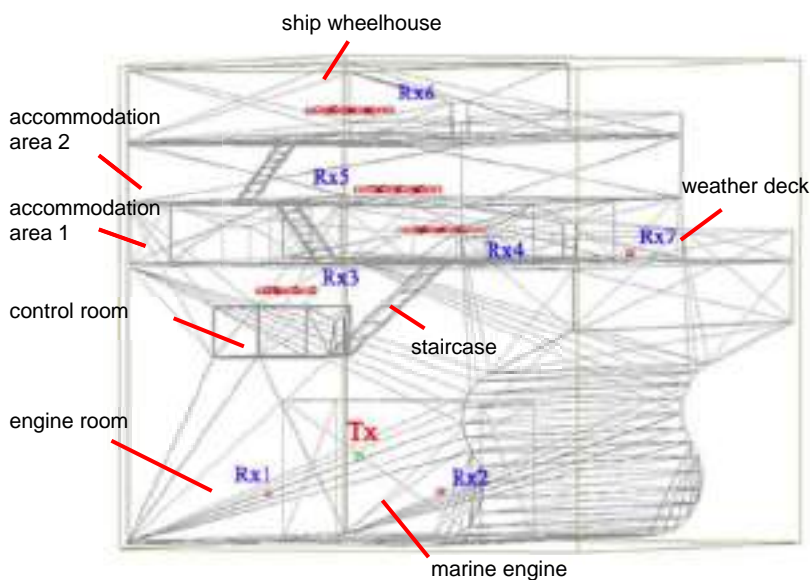 ship wheelhouse
Rx6
accommodation
area 2
Rx5
weather deck
accommodation
area 1
Rx4
Rx7
Rx3
control room
staircase
engine room
Tx
Rx1
Rx2
marine engine